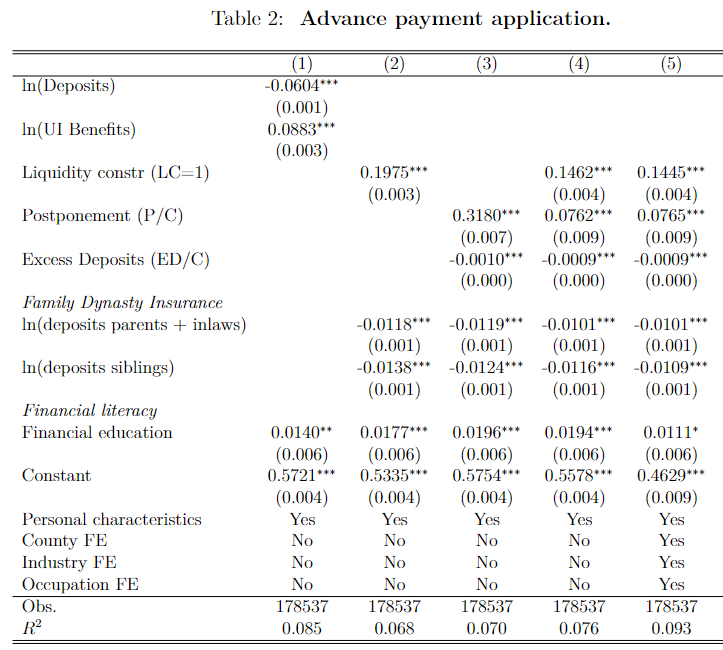 Table 2: Advance payment application.
(1) (2) (3) (4) (5)
ln(Deposits) -0.0604***
(0.001)
ln(UI Benefits) 0.0883***
(0.003)
Liquidity constr (LC=1) 0.1975*** 0.1462*** 0.1445***
(0.003) (0.004) (0.004)
Postponement (P/C) 0.3180*** 0.0762*** 0.0765***
(0.007) (0.009) (0.009)
Excess Deposits (ED/C) -0.0010*** -0.0009*** -0.0009***
(0.000) (0.000) (0.000)
Family Dynasty Insurance
ln(deposits parents + inlaws) -0.0118*** -0.0119*** -0.0101*** -0.0101***
(0.001) (0.001) (0.001) (0.001)
ln(deposits siblings) -0.0138*** -0.0124*** -0.0116*** -0.0109***
(0.001) (0.001) (0.001) (0.001)
Financial literacy
Financial education 0.0140** 0.0177*** 0.0196*** 0.0194*** 0.0111*
(0.006) (0.006) (0.006) (0.006) (0.006)
Constant 0.5721*** 0.5335*** 0.5754*** 0.5578*** 0.4629***
(0.004) (0.004) (0.004) (0.004) (0.009)
Personal characteristics Yes Yes Yes Yes Yes
County FE No No No No Yes
Industry FE No No No No Yes
Occupation FE No No No No Yes
Obs. 178537 178537 178537 178537 178537
R² 0.085 0.068 0.070 0.076 0.093